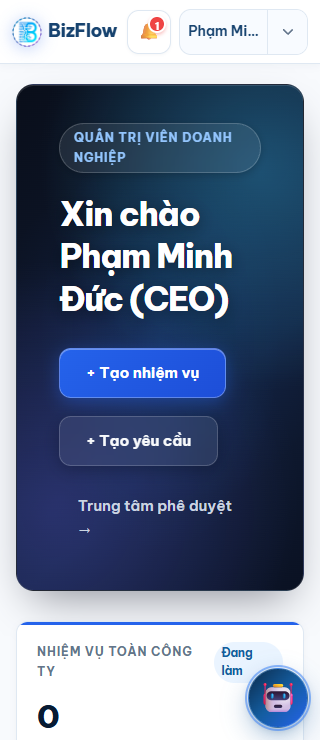 BizFlow
1
Phạm Mi...
QUẢN TRỊ VIÊN DOANH
NGHIỆP
Xin chào
Phạm Minh
Đức (CEO)
+ Tạo nhiệm vụ
+ Tạo yêu cầu
Trung tâm phê duyệt
→
NHIỆM VỤ TOÀN CÔNG
TY
Đang
làm
0